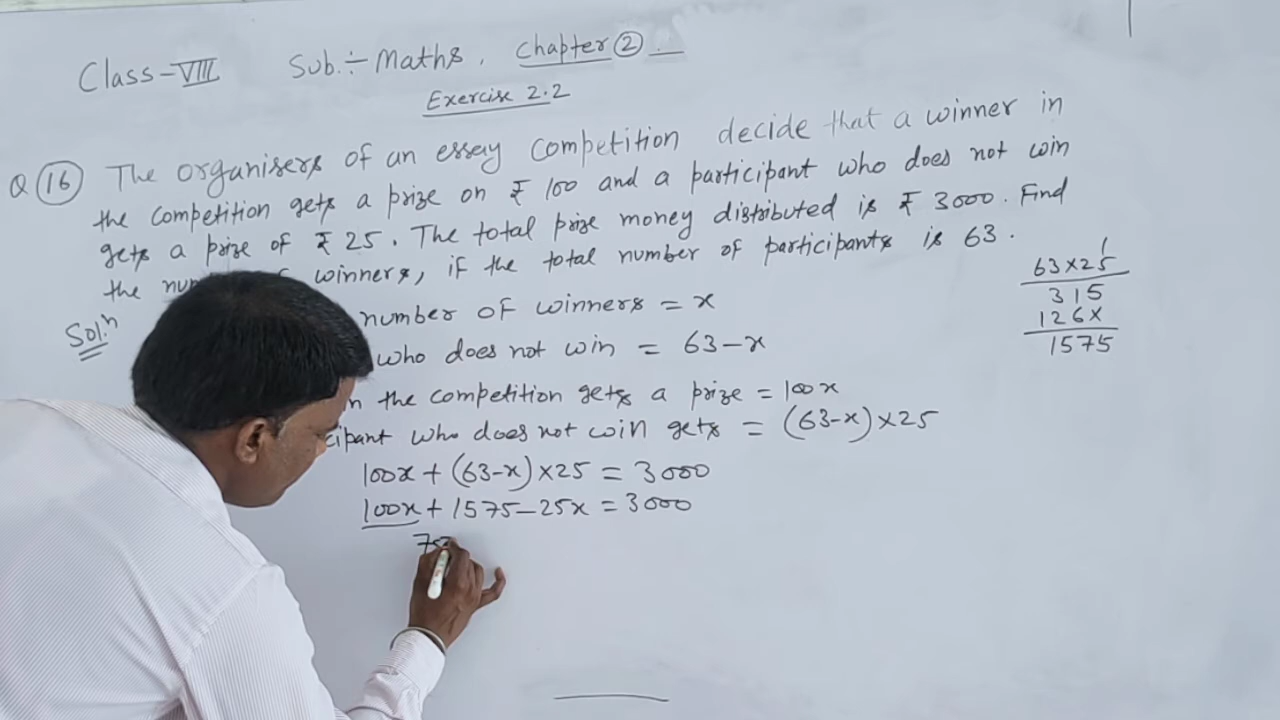 Class-VIII Sub.:- Maths, Chapter ②
Exercise 2.2
Q ⑯ The organisers of an essay competition decide that a winner in
the competition gets a prize on ₹ 100 and a participant who does not win
gets a prize of ₹ 25. The total prize money distributed is ₹ 3000. Find
the winners, if the total number of participants is 63.
Sol.ⁿ number of winners = x
who does not win = 63-x
the competition gets a prize = 100x
who does not win gets = (63-x)×25
100x + (63-x)×25 = 3000
100x + 1575-25x = 3000
1
63×25
315
126×
1575